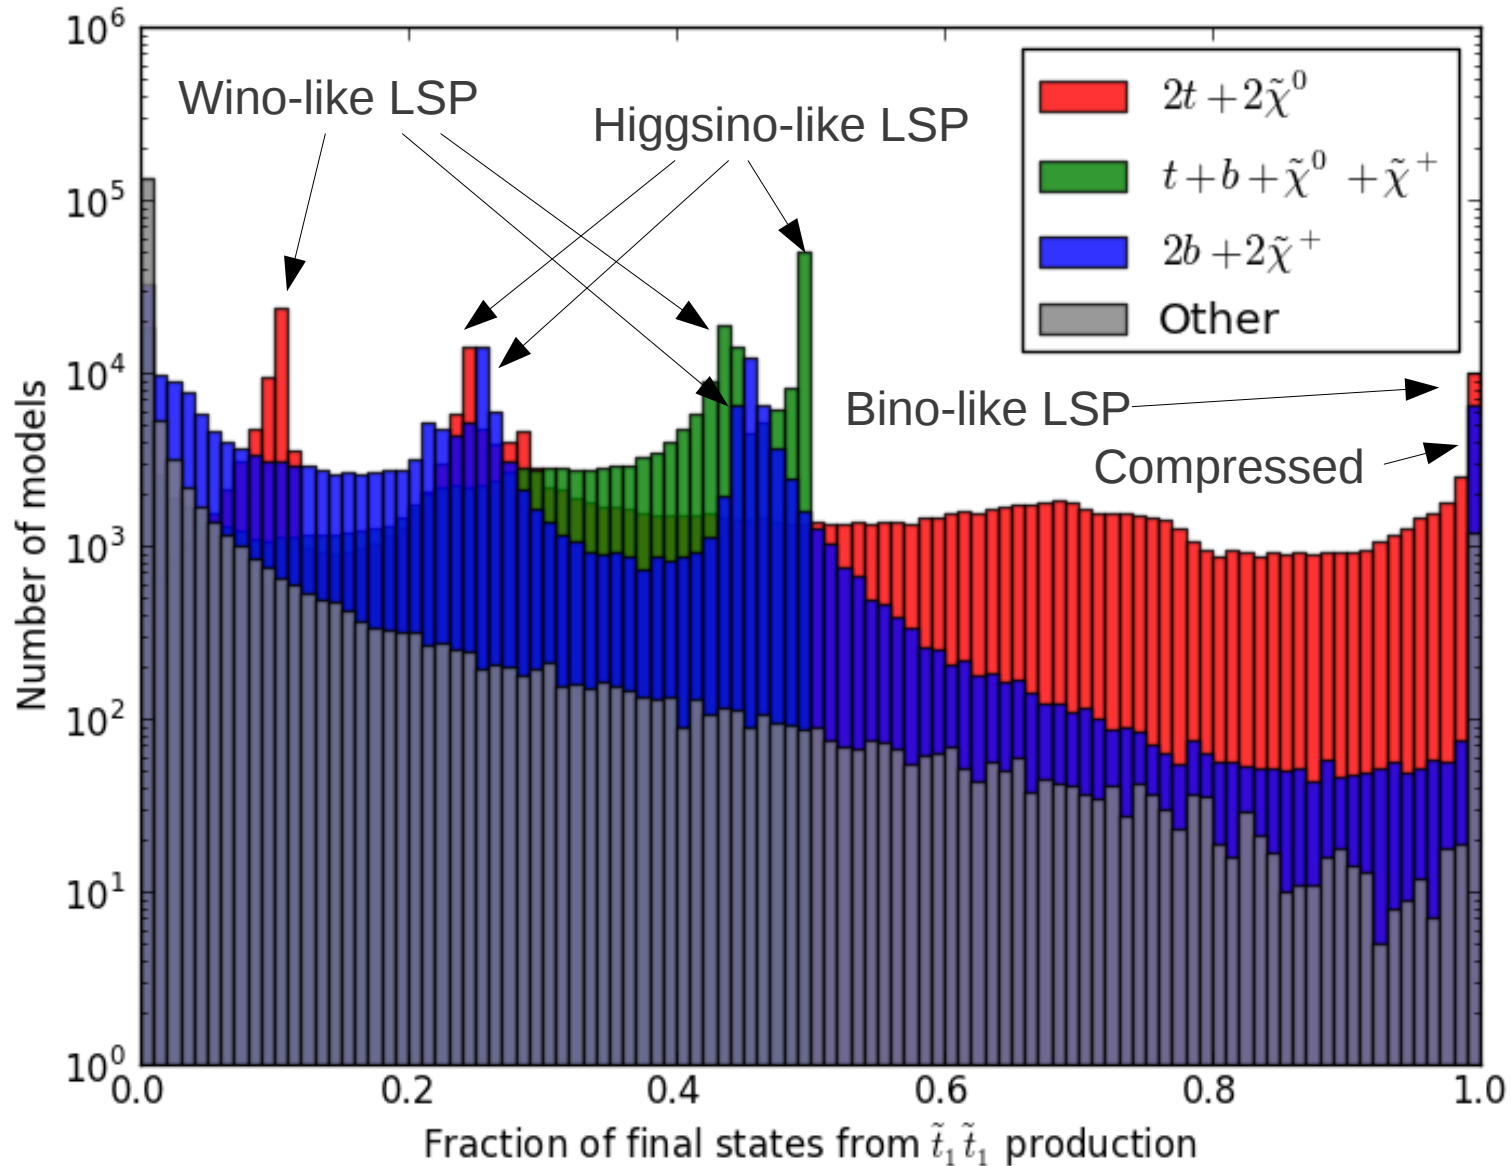 10^6
10^5
10^4
10^3
10^2
10^1
10^0
Number of models
Wino-like LSP
Higgsino-like LSP
2t + 2χ̃^0
t + b + χ̃^0 + χ̃^+
2b + 2χ̃^+
Other
Bino-like LSP
Compressed
0.0 0.2 0.4 0.6 0.8 1.0
Fraction of final states from t̃_1 t̃_1 production